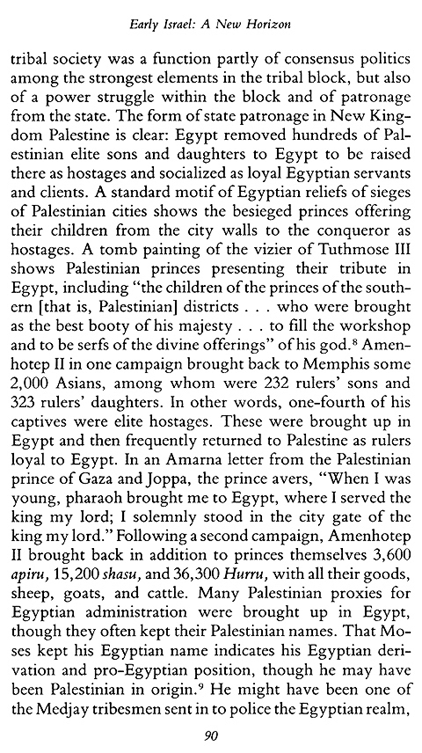 Early Israel: A New Horizon
tribal society was a function partly of consensus politics
among the strongest elements in the tribal block, but also
of a power struggle within the block and of patronage
from the state. The form of state patronage in New King-
dom Palestine is clear: Egypt removed hundreds of Pal-
estinian elite sons and daughters to Egypt to be raised
there as hostages and socialized as loyal Egyptian servants
and clients. A standard motif of Egyptian reliefs of sieges
of Palestinian cities shows the besieged princes offering
their children from the city walls to the conqueror as
hostages. A tomb painting of the vizier of Tuthmose III
shows Palestinian princes presenting their tribute in
Egypt, including “the children of the princes of the south-
ern [that is, Palestinian] districts . . . who were brought
as the best booty of his majesty . . . to fill the workshop
and to be serfs of the divine offerings” of his god.⁸ Amen-
hotep II in one campaign brought back to Memphis some
2,000 Asians, among whom were 232 rulers’ sons and
323 rulers’ daughters. In other words, one-fourth of his
captives were elite hostages. These were brought up in
Egypt and then frequently returned to Palestine as rulers
loyal to Egypt. In an Amarna letter from the Palestinian
prince of Gaza and Joppa, the prince avers, “When I was
young, pharaoh brought me to Egypt, where I served the
king my lord; I solemnly stood in the city gate of the
king my lord.” Following a second campaign, Amenhotep
II brought back in addition to princes themselves 3,600
apiru, 15,200 shasu, and 36,300 Hurru, with all their goods,
sheep, goats, and cattle. Many Palestinian proxies for
Egyptian administration were brought up in Egypt,
though they often kept their Palestinian names. That Mo-
ses kept his Egyptian name indicates his Egyptian deri-
vation and pro-Egyptian position, though he may have
been Palestinian in origin.⁹ He might have been one of
the Medjay tribesmen sent in to police the Egyptian realm,
90